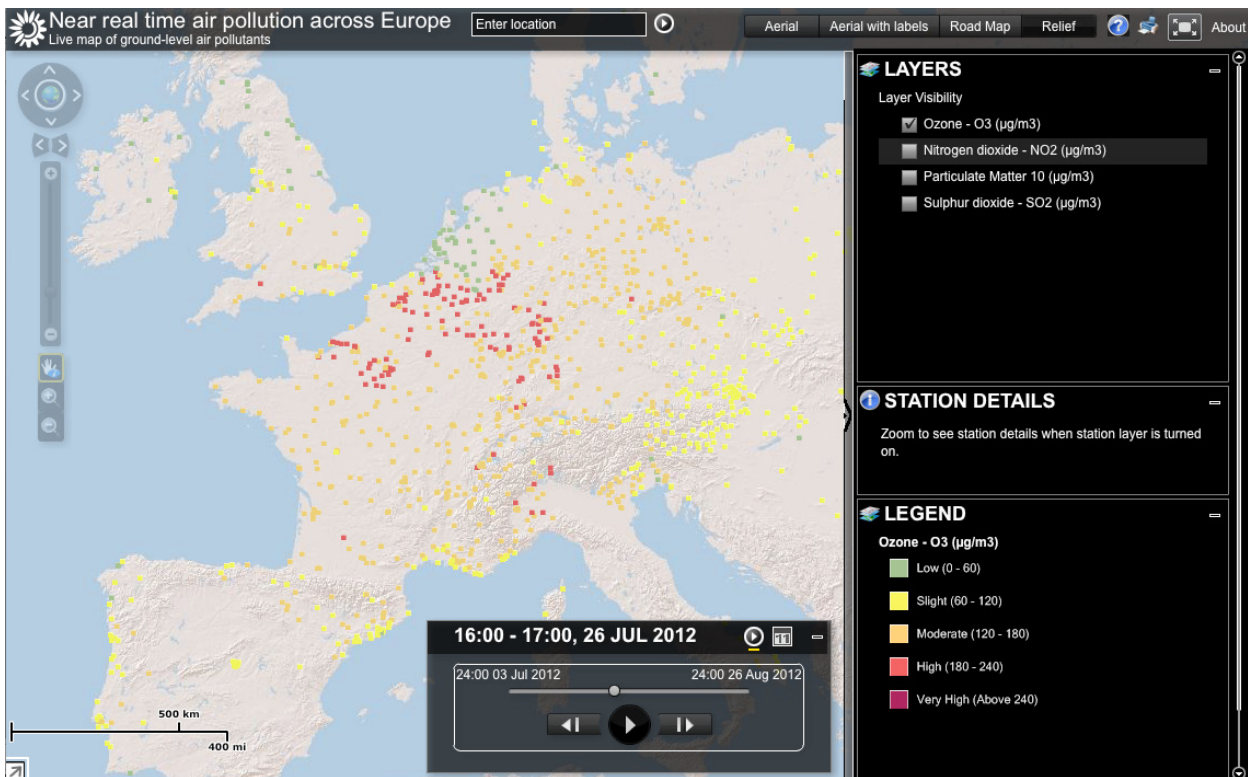 Near real time air pollution across Europe
Live map of ground-level air pollutants
Enter location
Aerial
Aerial with labels
Road Map
Relief
About
LAYERS
Layer Visibility
Ozone - O3 (µg/m3)
Nitrogen dioxide - NO2 (µg/m3)
Particulate Matter 10 (µg/m3)
Sulphur dioxide - SO2 (µg/m3)
STATION DETAILS
Zoom to see station details when station layer is turned
on.
LEGEND
Ozone - O3 (µg/m3)
Low (0 - 60)
Slight (60 - 120)
Moderate (120 - 180)
High (180 - 240)
Very High (Above 240)
16:00 - 17:00, 26 JUL 2012
24:00 03 Jul 2012
24:00 26 Aug 2012
500 km
400 mi